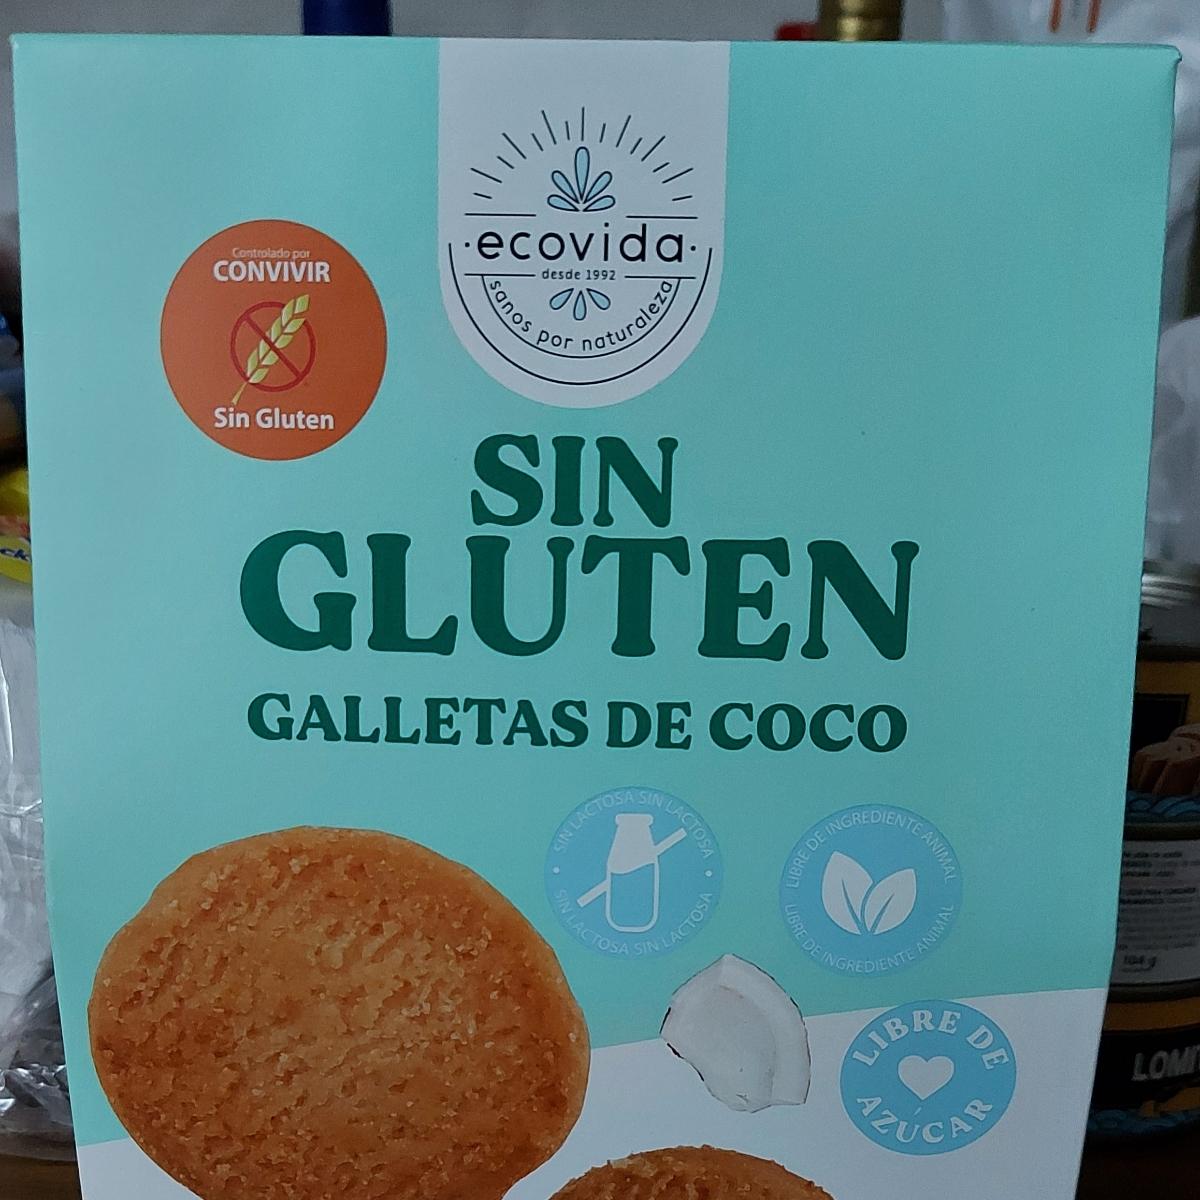 ecovida
desde 1992
sanos por naturaleza
Controlado por
CONVIVIR
Sin Gluten
SIN
GLUTEN
GALLETAS DE COCO
SIN LACTOSA SIN LACTOSA
SIN LACTOSA SIN LACTOSA
LIBRE DE INGREDIENTE ANIMAL
LIBRE DE INGREDIENTE ANIMAL
LIBRE DE
AZÚCAR
104 g